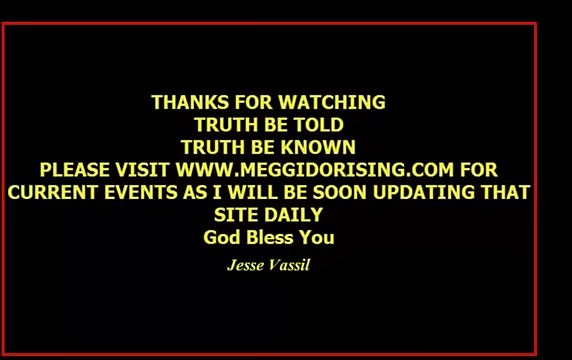 THANKS FOR WATCHING
TRUTH BE TOLD
TRUTH BE KNOWN
PLEASE VISIT WWW.MEGGIDORISING.COM FOR
CURRENT EVENTS AS I WILL BE SOON UPDATING THAT
SITE DAILY
God Bless You
Jesse Vassil